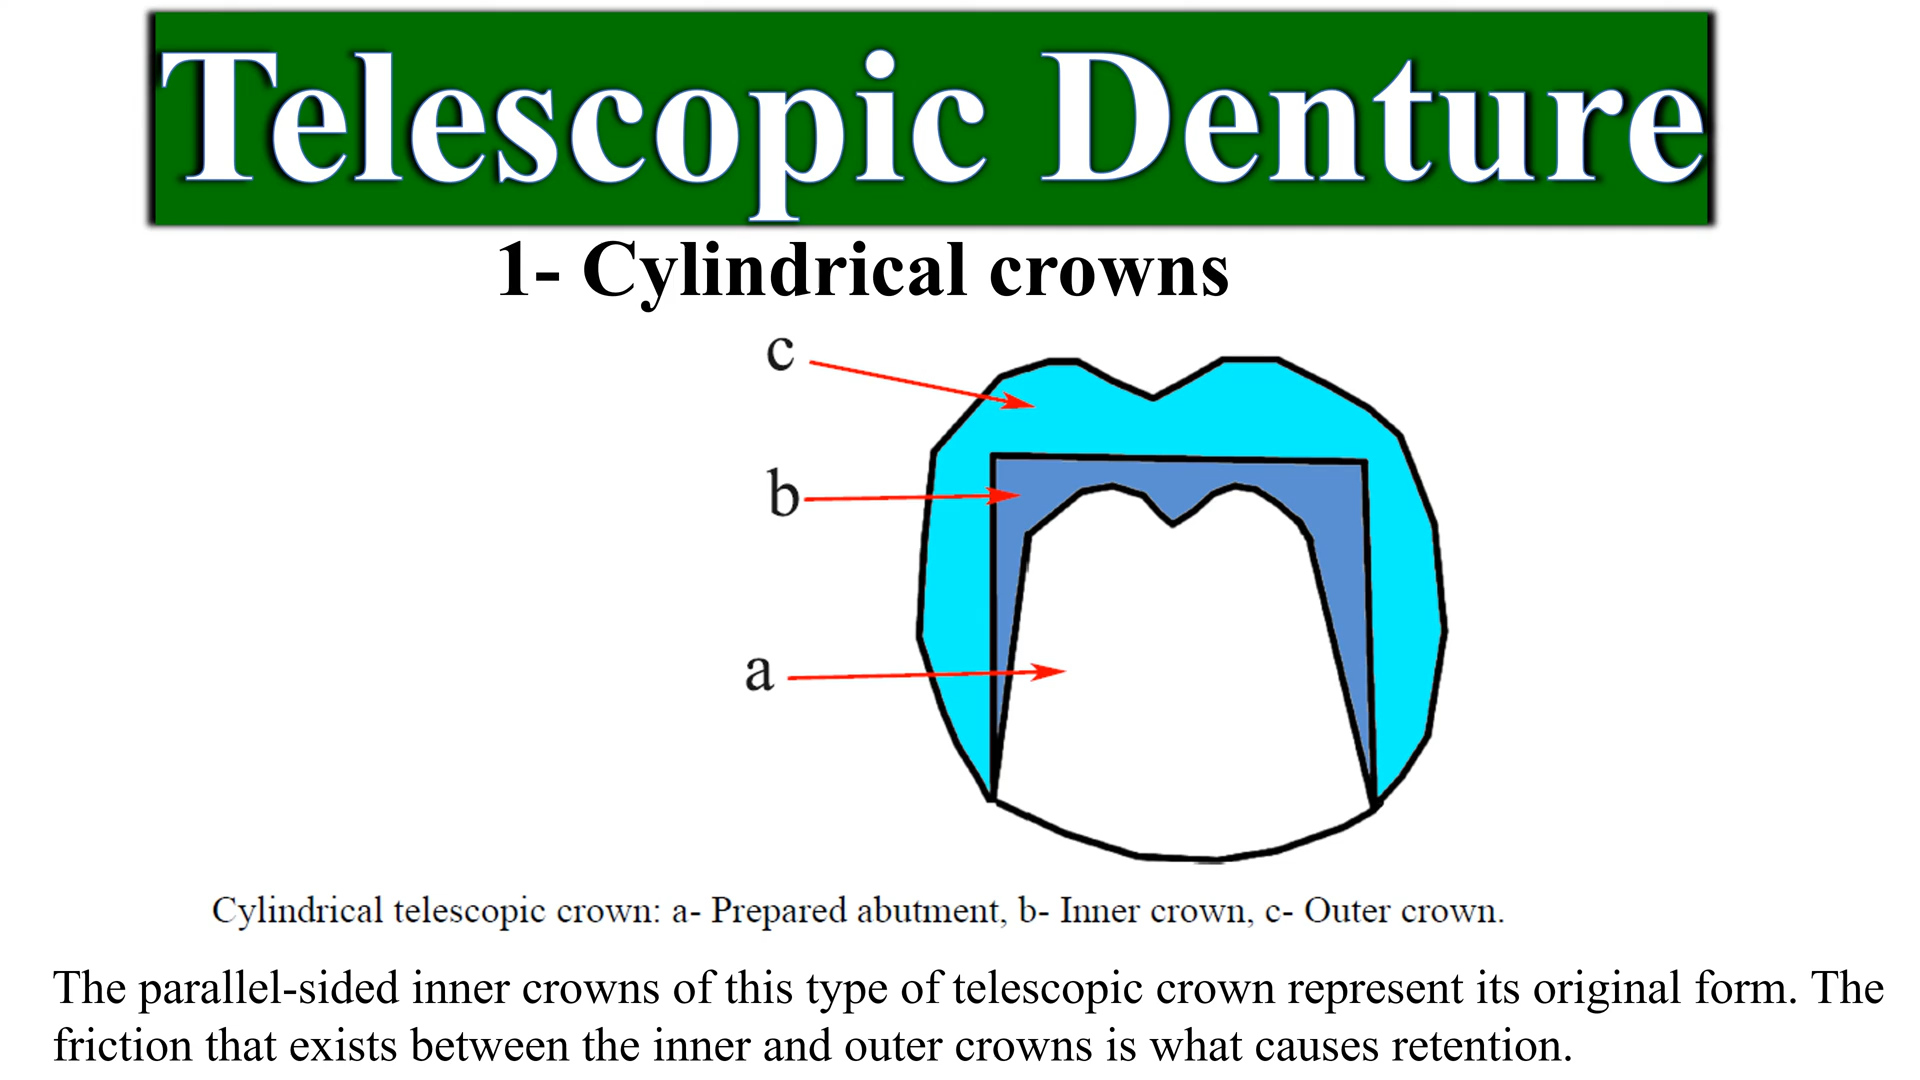 Telescopic Denture
1- Cylindrical crowns
c
b
a
Cylindrical telescopic crown: a- Prepared abutment, b- Inner crown, c- Outer crown.
The parallel-sided inner crowns of this type of telescopic crown represent its original form. The
friction that exists between the inner and outer crowns is what causes retention.